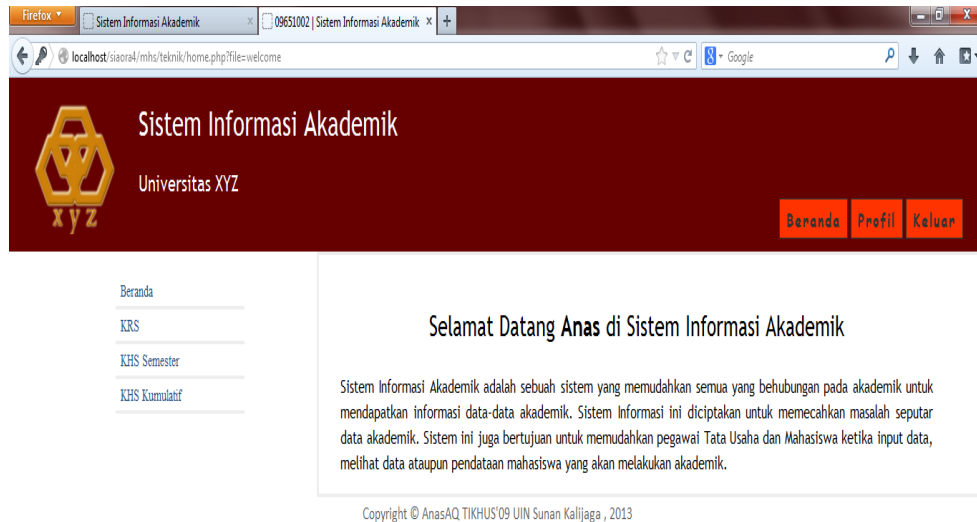 Firefox
Sistem Informasi Akademik
09651002 | Sistem Informasi Akademik
localhost/siaora4/mhs/teknik/home.php?file=welcome
Google
Sistem Informasi Akademik
Universitas XYZ
x y z
Beranda Profil Keluar
Beranda
KRS
KHS Semester
KHS Kumulatif
Selamat Datang Anas di Sistem Informasi Akademik
Sistem Informasi Akademik adalah sebuah sistem yang memudahkan semua yang behubungan pada akademik untuk
mendapatkan informasi data-data akademik. Sistem Informasi ini diciptakan untuk memecahkan masalah seputar
data akademik. Sistem ini juga bertujuan untuk memudahkan pegawai Tata Usaha dan Mahasiswa ketika input data,
melihat data ataupun pendataan mahasiswa yang akan melakukan akademik.
Copyright © AnasAQ TIKHUS'09 UIN Sunan Kalijaga , 2013